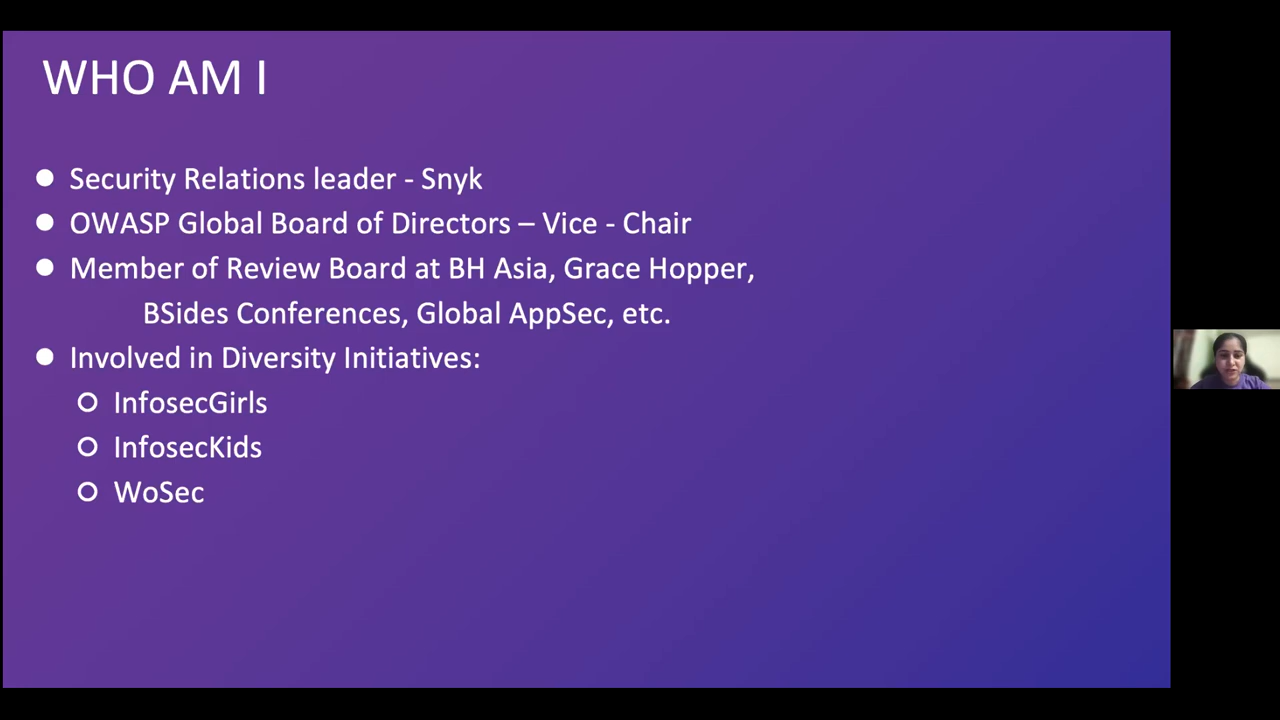 WHO AM I
● Security Relations leader - Snyk
● OWASP Global Board of Directors – Vice - Chair
● Member of Review Board at BH Asia, Grace Hopper,
BSides Conferences, Global AppSec, etc.
● Involved in Diversity Initiatives:
○ InfosecGirls
○ InfosecKids
○ WoSec